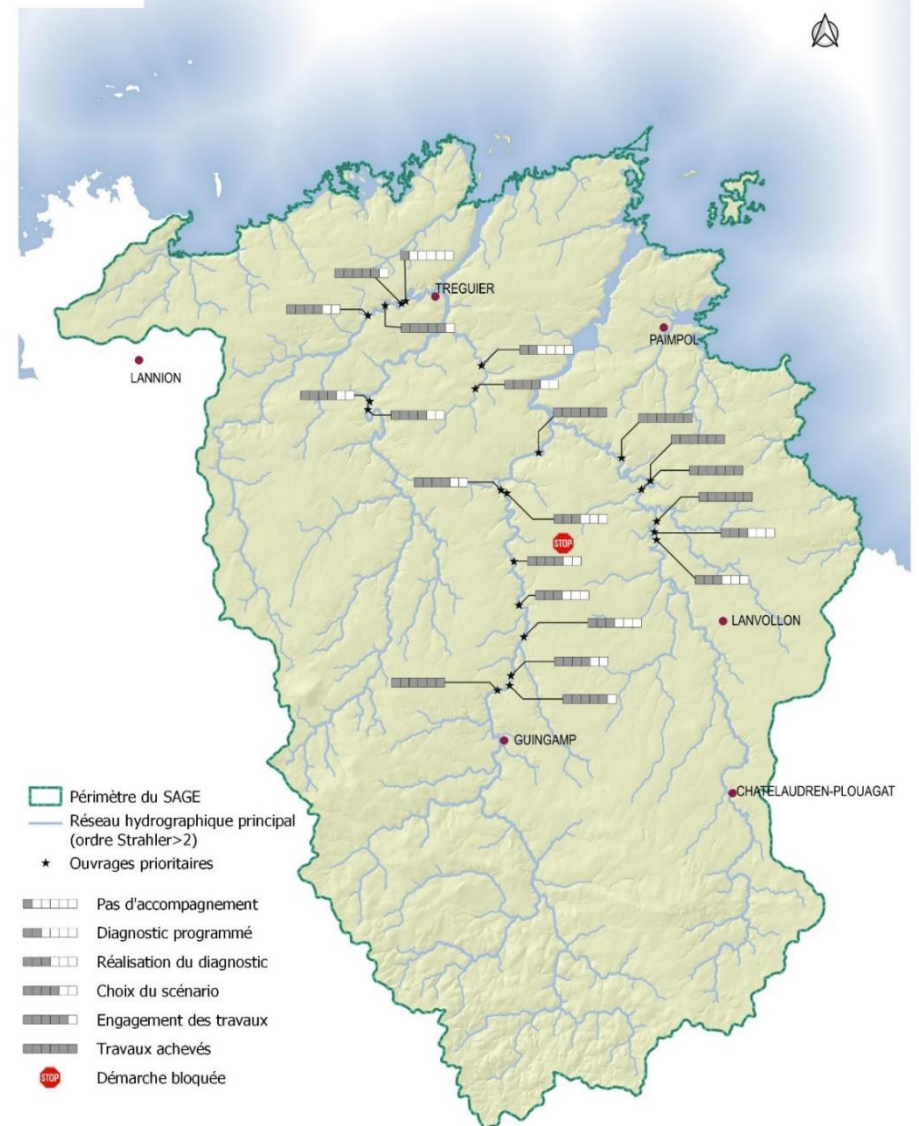 TREGUIER
PAIMPOL
LANNION
STOP
LANVOLLON
GUINGAMP
CHATELAUDREN-PLOUAGAT
Périmètre du SAGE
Réseau hydrographique principal
(ordre Strahler>2)
Ouvrages prioritaires
Pas d'accompagnement
Diagnostic programmé
Réalisation du diagnostic
Choix du scénario
Engagement des travaux
Travaux achevés
STOP
Démarche bloquée